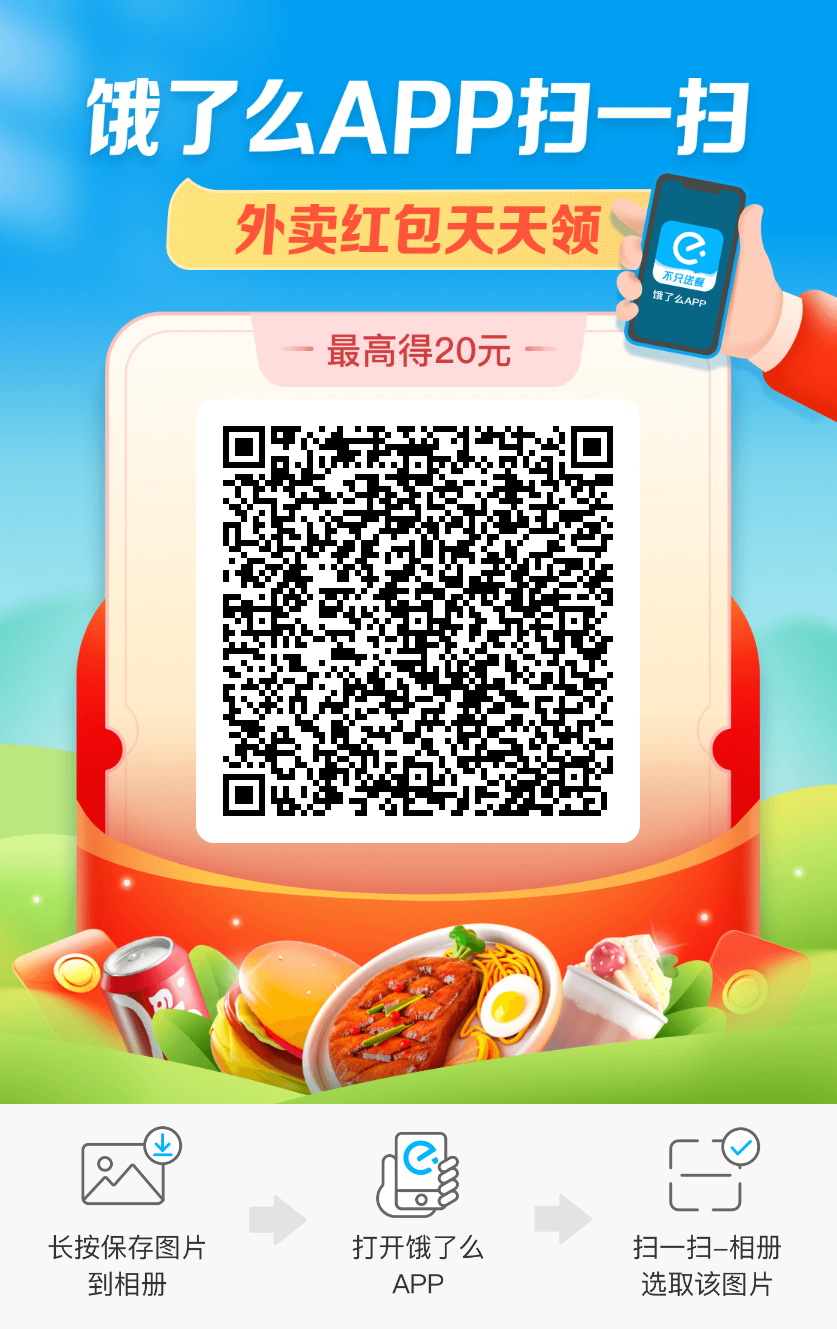 饿了么APP扫一扫
外卖红包天天领
不只送餐
饿了么APP
最高得20元
长按保存图片
到相册
打开饿了么
APP
扫一扫-相册
选取该图片